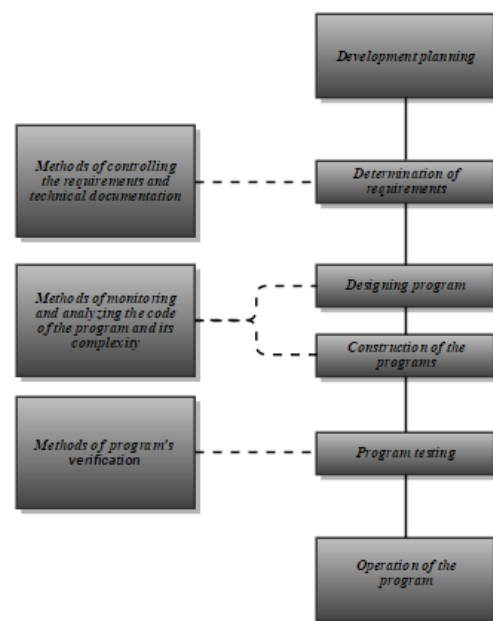 Development planning
Methods of controlling
the requirements and
technical documentation
Determination of
requirements
Methods of monitoring
and analyzing the code
of the program and its
complexity
Designing program
Construction of the
programs
Methods of program's
verification
Program testing
Operation of the
program